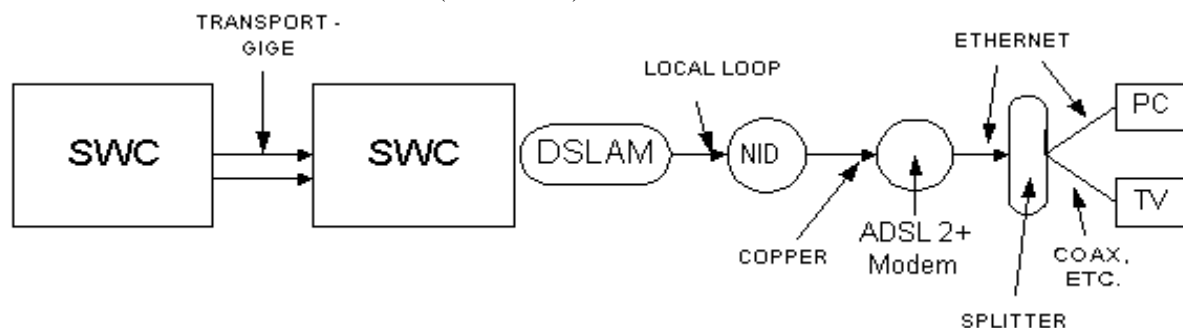 TRANSPORT -
GIGE
ETHERNET
LOCAL LOOP
PC
SWC
SWC
DSLAM
NID
TV
COPPER
ADSL 2+
Modem
COAX,
ETC.
SPLITTER